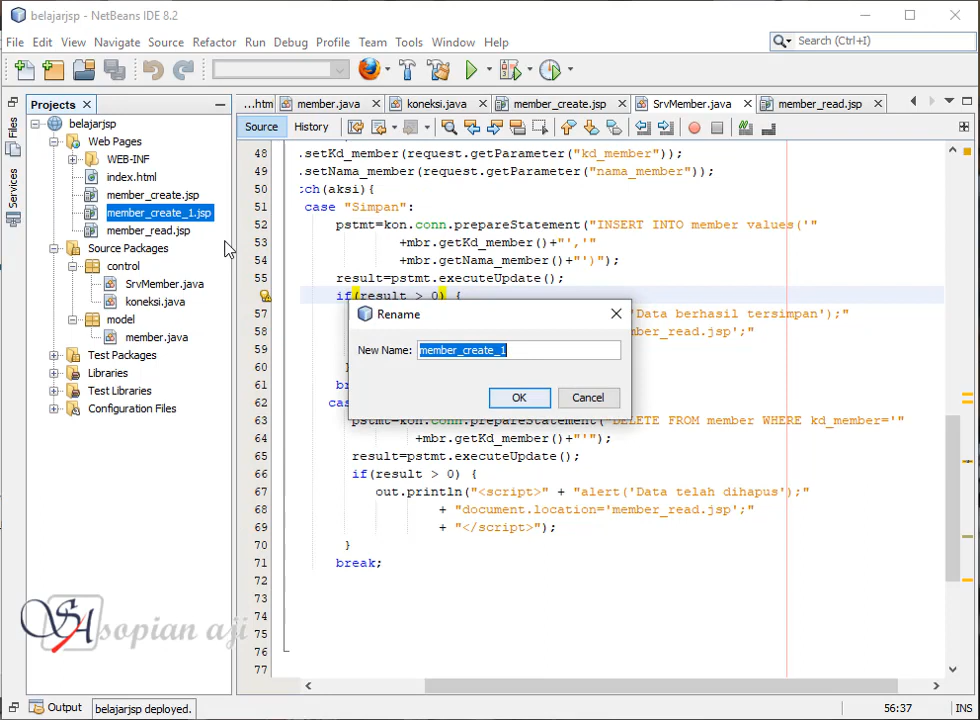 belajarjsp - NetBeans IDE 8.2
File Edit View Navigate Source Refactor Run Debug Profile Team Tools Window Help
Search (Ctrl+I)
Projects
...htm member.java koneksi.java member_create.jsp SrvMember.java member_read.jsp
Source History
Files
Services
belajarjsp
Web Pages
WEB-INF
index.html
member_create.jsp
member_create_1.jsp
member_read.jsp
Source Packages
control
SrvMember.java
koneksi.java
model
member.java
Test Packages
Libraries
Test Libraries
Configuration Files
48 .setKd_member(request.getParameter("kd_member"));
49 .setNama_member(request.getParameter("nama_member"));
50 :ch(aksi){
51 case "Simpan":
52 pstmt=kon.conn.prepareStatement("INSERT INTO member values('"
53 +mbr.getKd_member()+"','"
54 +mbr.getNama_member()+"')");
55 result=pstmt.executeUpdate();
if(result > 0) {
57 'Data berhasil tersimpan');"
58 mber_read.jsp';"
59
60 }
61 br
62 cas
63 pstmt=kon.conn.prepareStatement("DELETE FROM member WHERE kd_member='"
64 +mbr.getKd_member()+"'");
65 result=pstmt.executeUpdate();
66 if(result > 0) {
67 out.println("<script>" + "alert('Data telah dihapus');"
68 + "document.location='member_read.jsp';"
69 + "</script>");
70 }
71 break;
72
73
74
75
76
77
Rename
New Name: member_create_1
OK Cancel
SA sopian aji
Output belajarjsp deployed. 56:37 INS